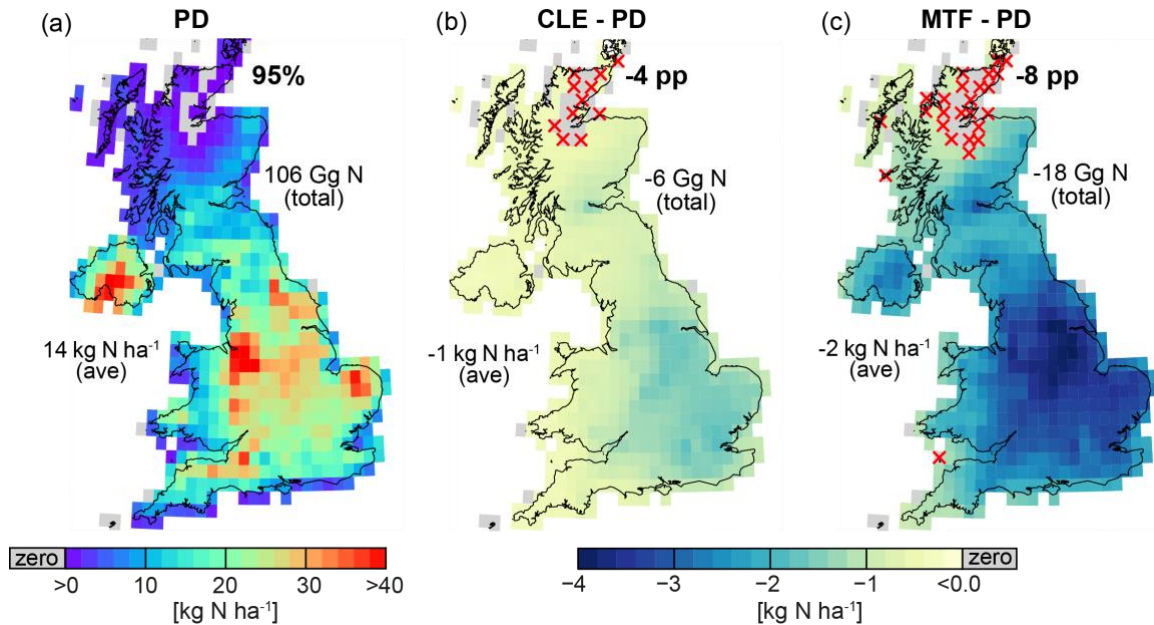 (a) PD
95%
106 Gg N
(total)
14 kg N ha⁻¹
(ave)
zero
>0 10 20 30 >40
[kg N ha⁻¹]
(b) CLE - PD
-4 pp
-6 Gg N
(total)
-1 kg N ha⁻¹
(ave)
(c) MTF - PD
-8 pp
-18 Gg N
(total)
-2 kg N ha⁻¹
(ave)
zero
−4 −3 −2 −1 <0.0
[kg N ha⁻¹]